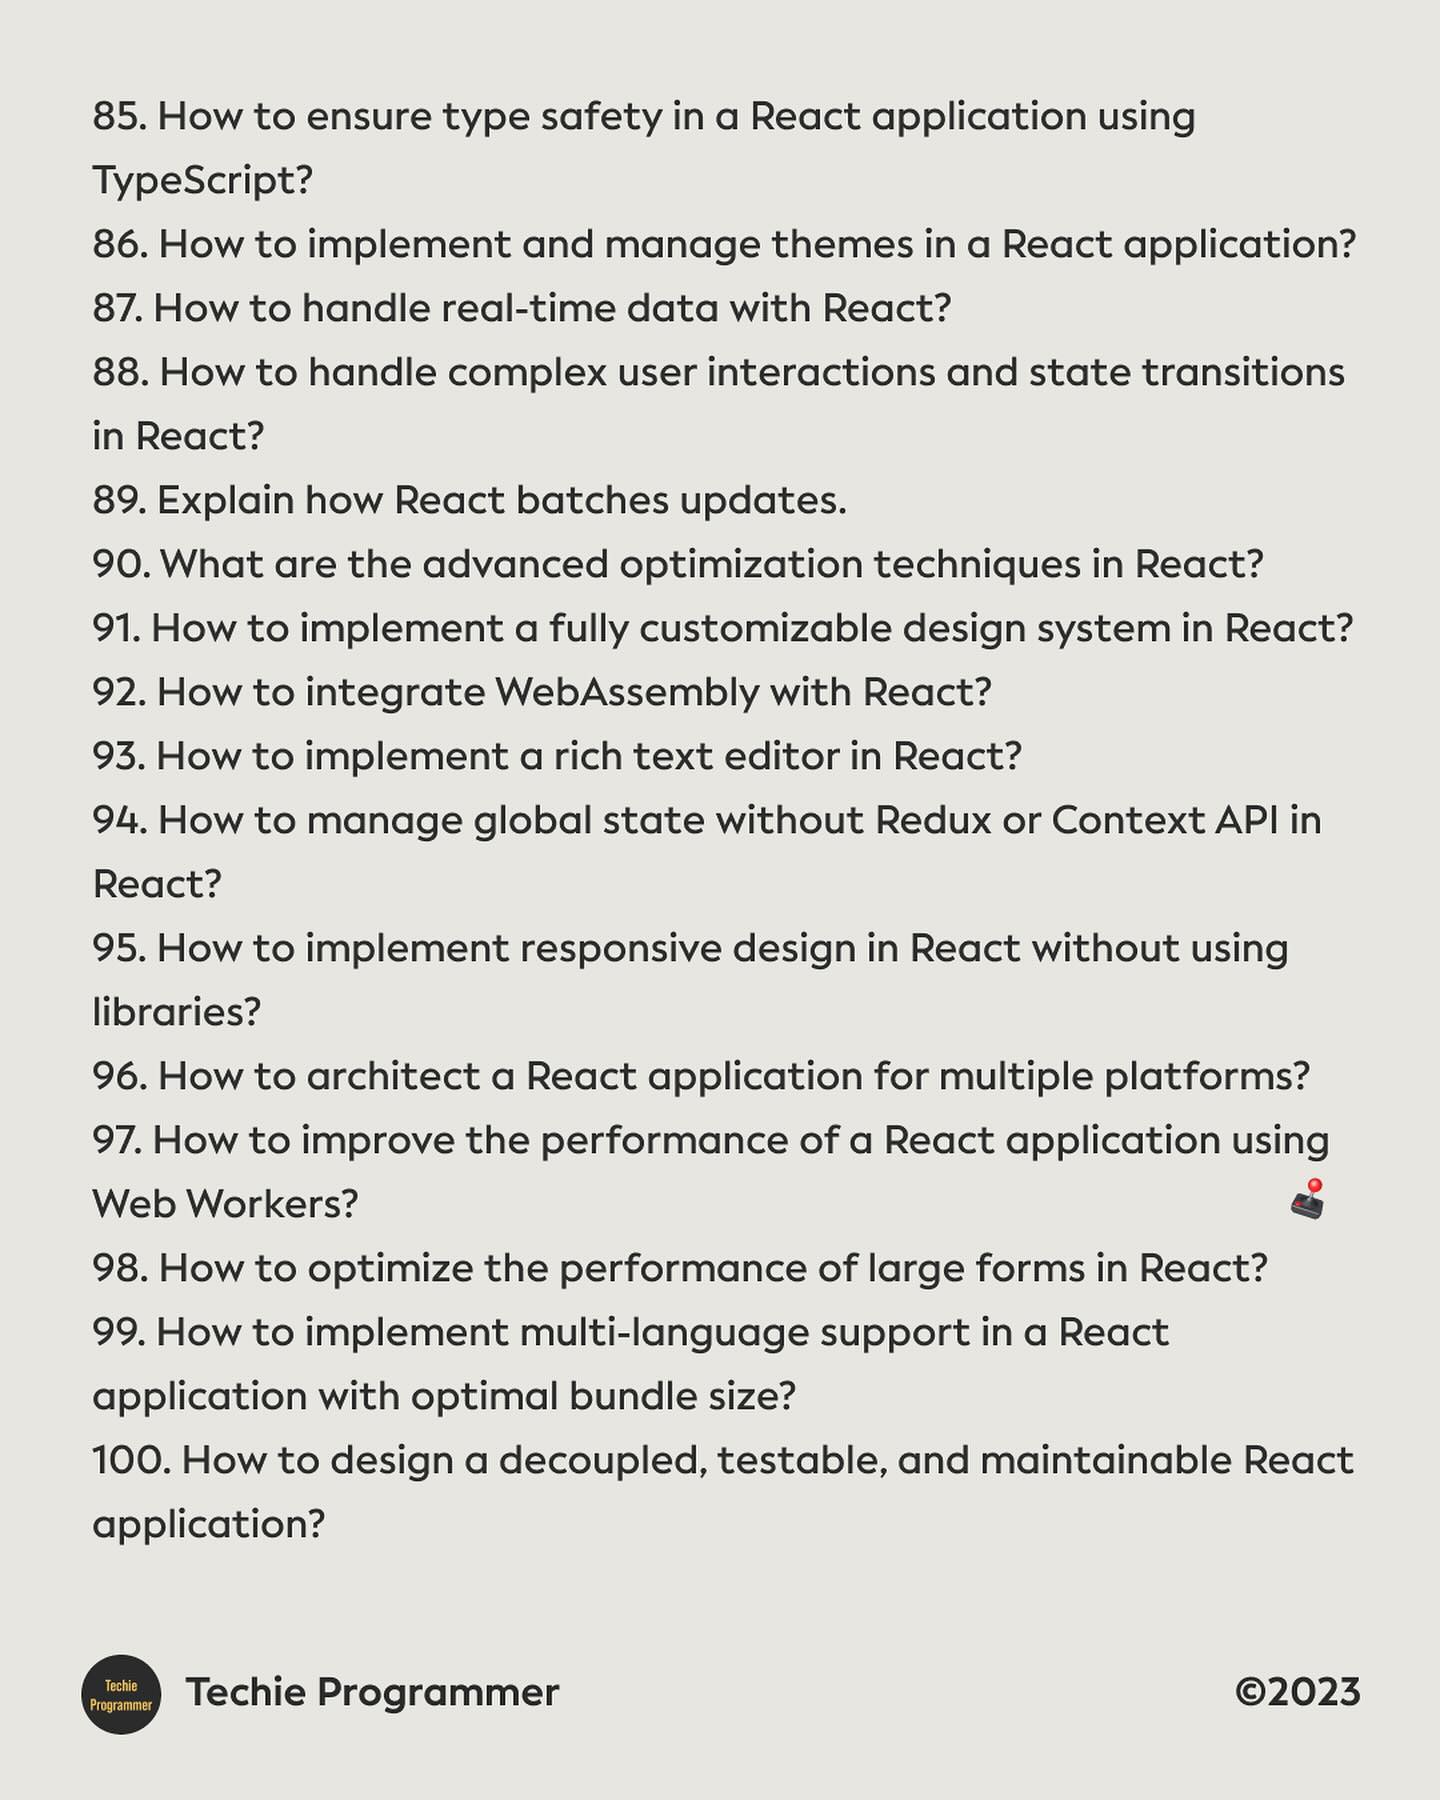 85. How to ensure type safety in a React application using
TypeScript?
86. How to implement and manage themes in a React application?
87. How to handle real-time data with React?
88. How to handle complex user interactions and state transitions
in React?
89. Explain how React batches updates.
90. What are the advanced optimization techniques in React?
91. How to implement a fully customizable design system in React?
92. How to integrate WebAssembly with React?
93. How to implement a rich text editor in React?
94. How to manage global state without Redux or Context API in
React?
95. How to implement responsive design in React without using
libraries?
96. How to architect a React application for multiple platforms?
97. How to improve the performance of a React application using
Web Workers?
98. How to optimize the performance of large forms in React?
99. How to implement multi-language support in a React
application with optimal bundle size?
100. How to design a decoupled, testable, and maintainable React
application?
Techie
Programmer
Techie Programmer
©2023